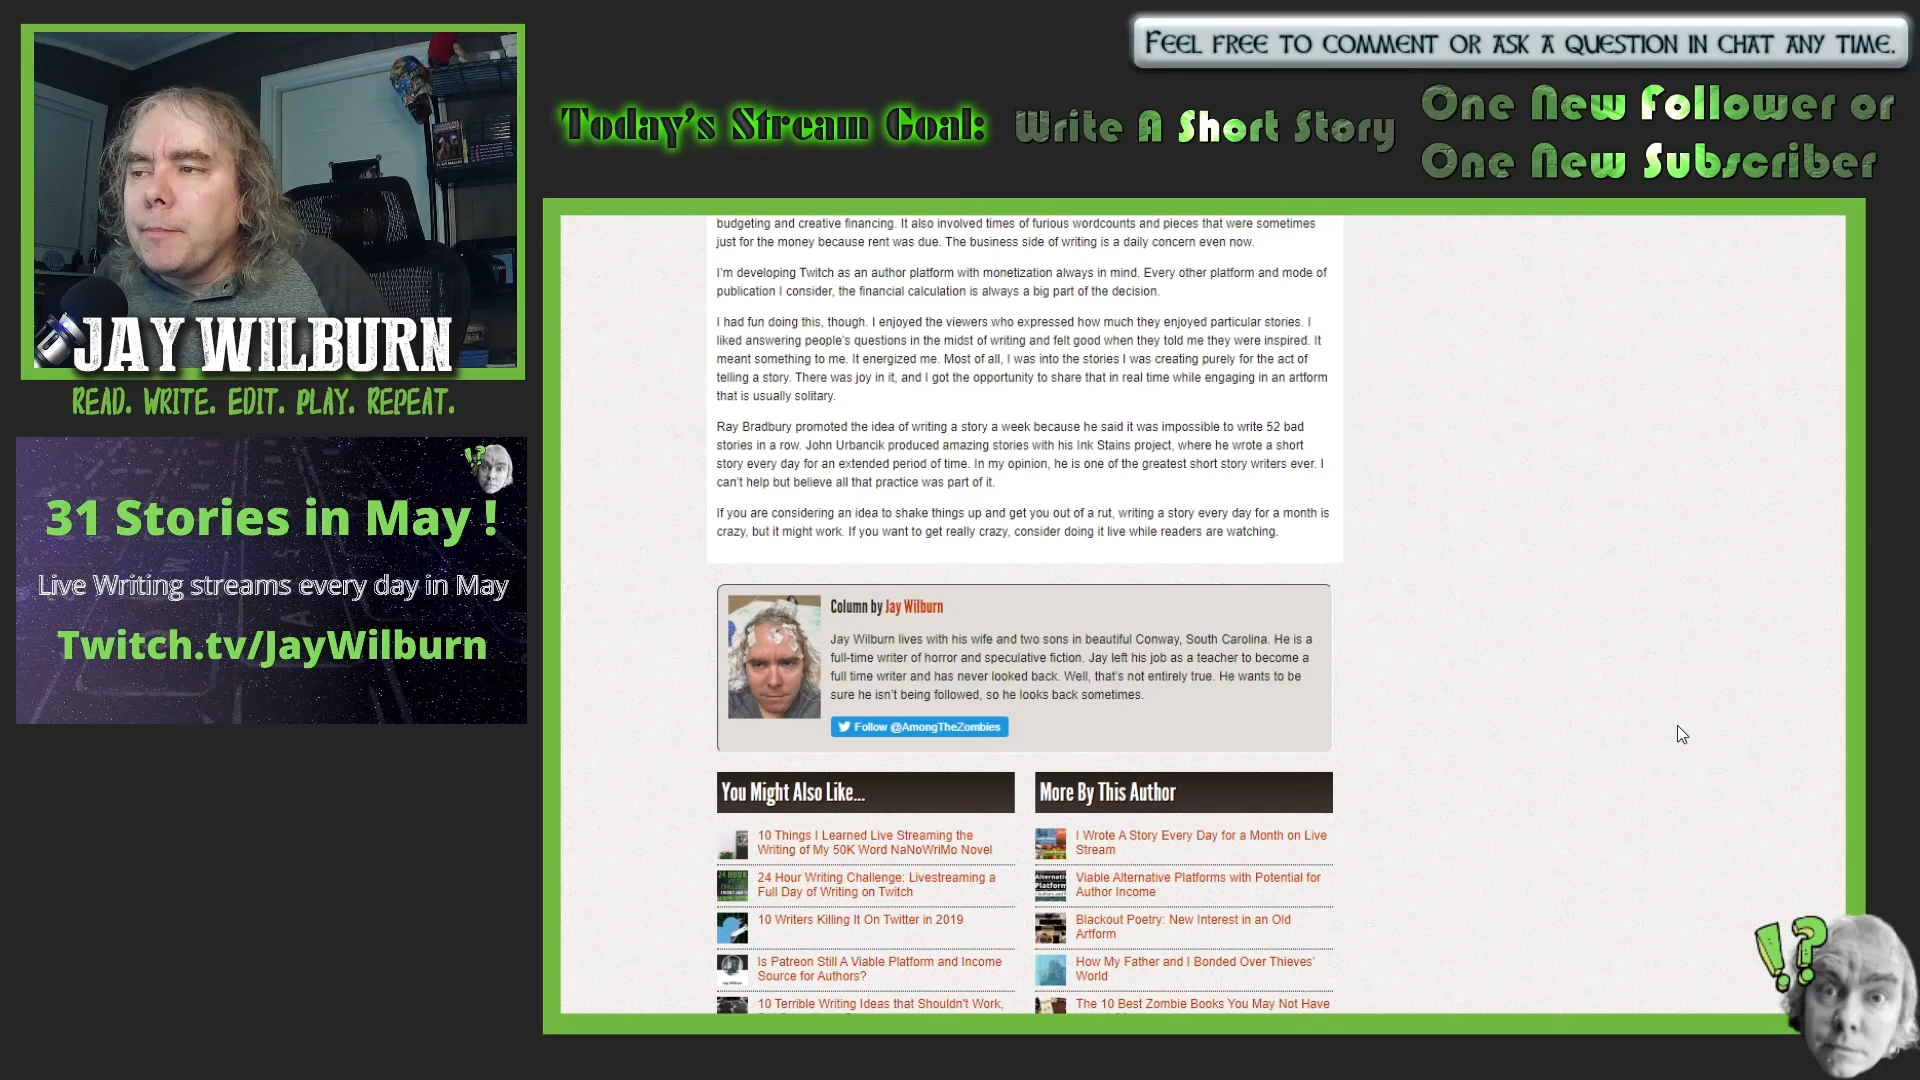 FEEL FREE TO COMMENT OR ASK A QUESTION IN CHAT ANY TIME.
Today's Stream Goal:
Write A Short Story
One New Follower or
One New Subscriber
JAY WILBURN
READ. WRITE. EDIT. PLAY. REPEAT.
!?
31 Stories in May !
Live Writing streams every day in May
Twitch.tv/JayWilburn
budgeting and creative financing. It also involved times of furious wordcounts and pieces that were sometimes
just for the money because rent was due. The business side of writing is a daily concern even now.
I'm developing Twitch as an author platform with monetization always in mind. Every other platform and mode of
publication I consider, the financial calculation is always a big part of the decision.
I had fun doing this, though. I enjoyed the viewers who expressed how much they enjoyed particular stories. I
liked answering people's questions in the midst of writing and felt good when they told me they were inspired. It
meant something to me. It energized me. Most of all, I was into the stories I was creating purely for the act of
telling a story. There was joy in it, and I got the opportunity to share that in real time while engaging in an artform
that is usually solitary.
Ray Bradbury promoted the idea of writing a story a week because he said it was impossible to write 52 bad
stories in a row. John Urbancik produced amazing stories with his Ink Stains project, where he wrote a short
story every day for an extended period of time. In my opinion, he is one of the greatest short story writers ever. I
can't help but believe all that practice was part of it.
If you are considering an idea to shake things up and get you out of a rut, writing a story every day for a month is
crazy, but it might work. If you want to get really crazy, consider doing it live while readers are watching.
Column by Jay Wilburn
Jay Wilburn lives with his wife and two sons in beautiful Conway, South Carolina. He is a
full-time writer of horror and speculative fiction. Jay left his job as a teacher to become a
full time writer and has never looked back. Well, that's not entirely true. He wants to be
sure he isn't being followed, so he looks back sometimes.
Follow @AmongTheZombies
You Might Also Like...
10 Things I Learned Live Streaming the
Writing of My 50K Word NaNoWriMo Novel
24 Hour Writing Challenge: Livestreaming a
Full Day of Writing on Twitch
10 Writers Killing It On Twitter in 2019
Is Patreon Still A Viable Platform and Income
Source for Authors?
10 Terrible Writing Ideas that Shouldn't Work,
More By This Author
I Wrote A Story Every Day for a Month on Live
Stream
Viable Alternative Platforms with Potential for
Author Income
Blackout Poetry: New Interest in an Old
Artform
How My Father and I Bonded Over Thieves'
World
The 10 Best Zombie Books You May Not Have
!?